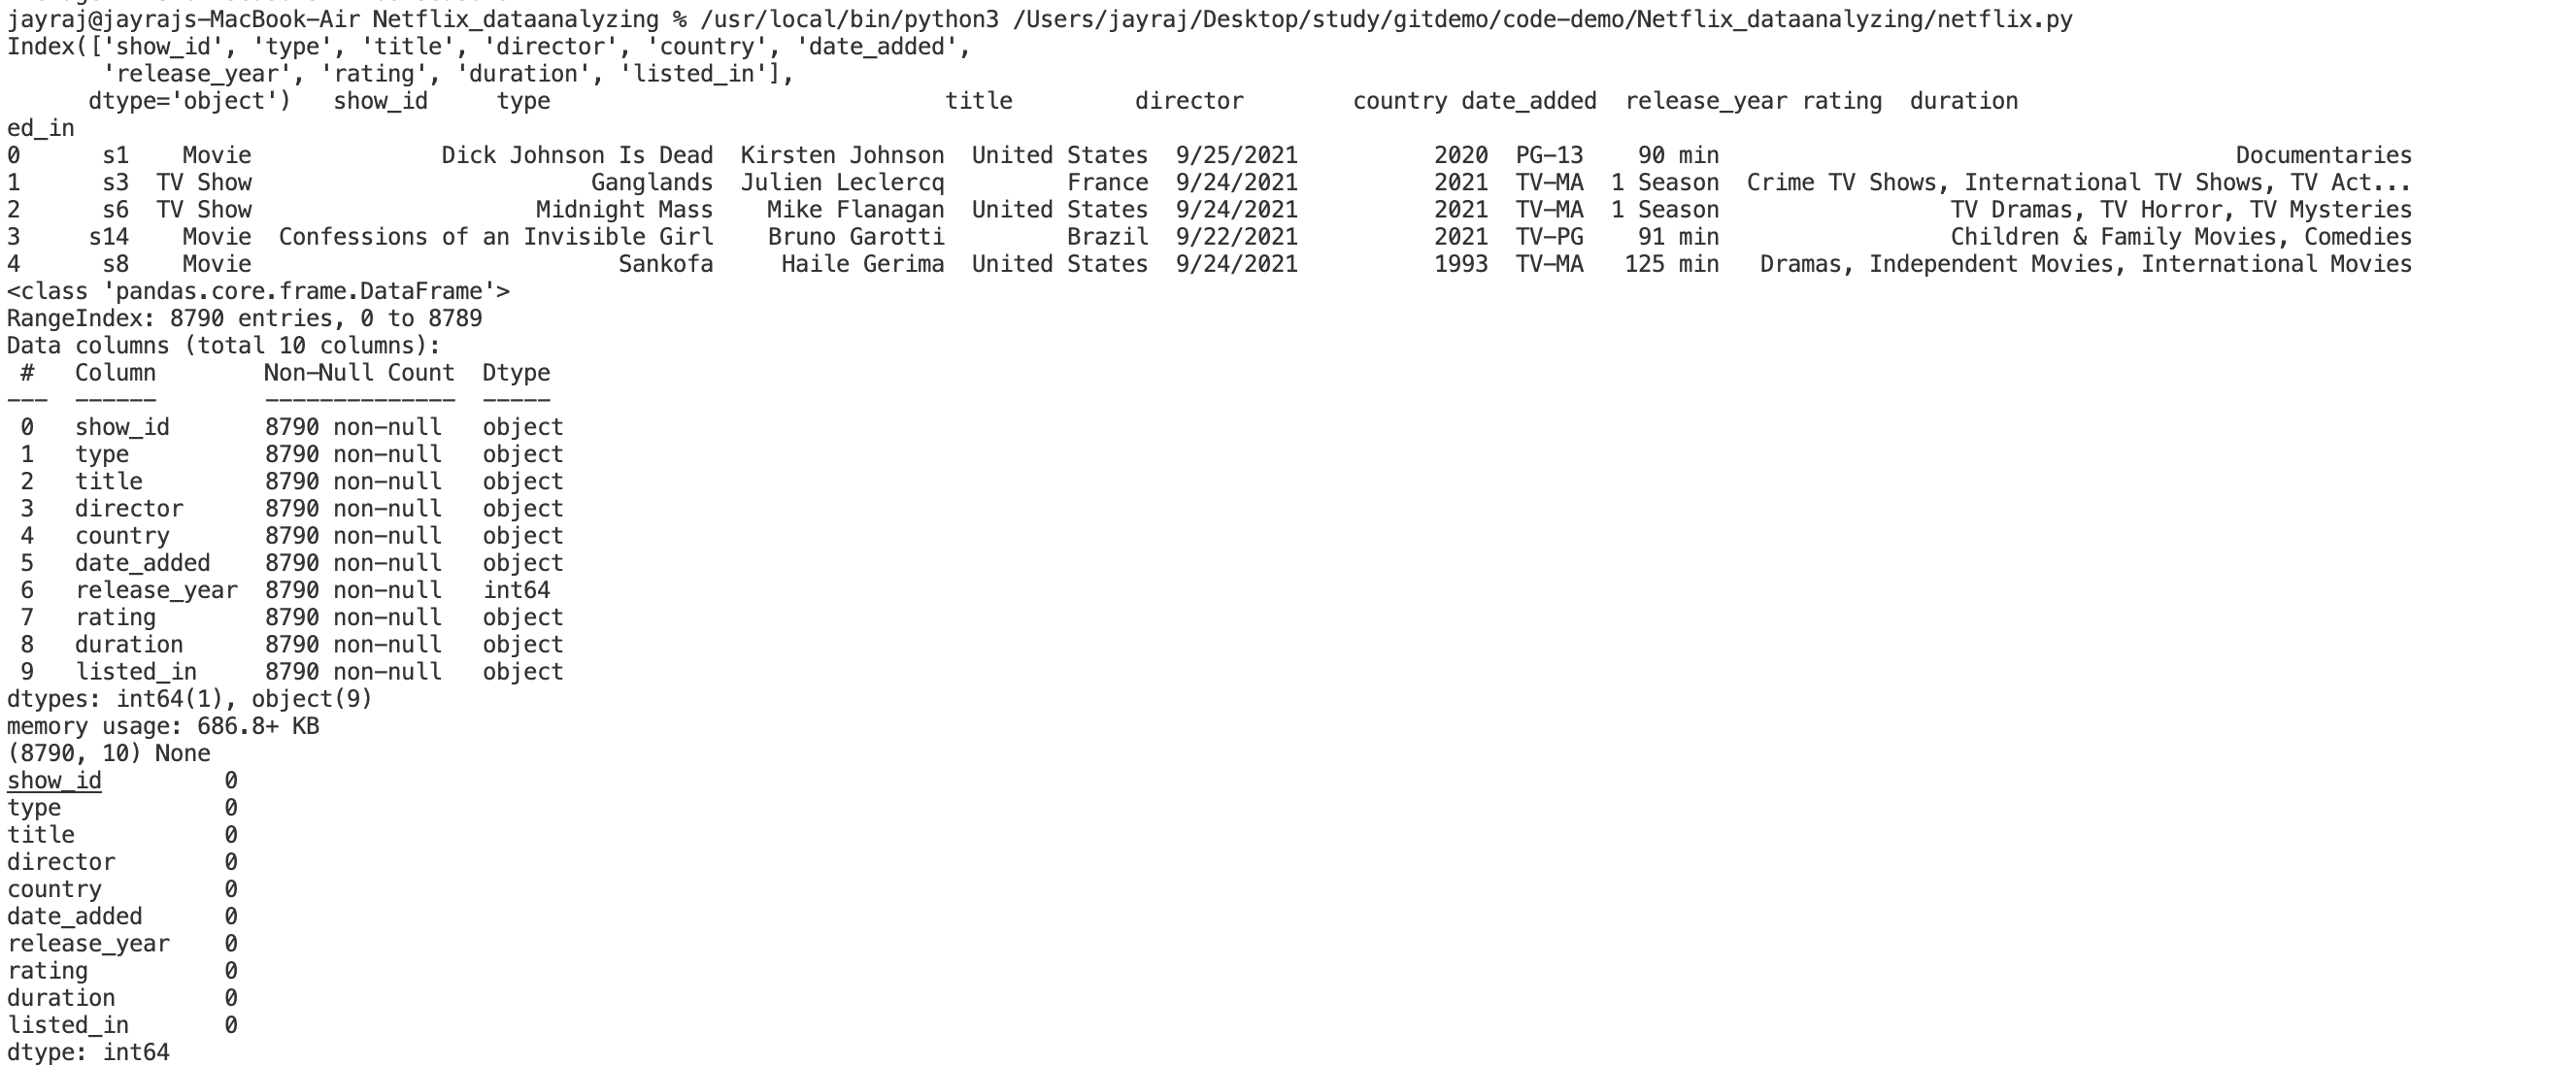 jayraj@jayrajs-MacBook-Air Netflix_dataanalyzing % /usr/local/bin/python3 /Users/jayraj/Desktop/study/gitdemo/code-demo/Netflix_dataanalyzing/netflix.py
Index(['show_id', 'type', 'title', 'director', 'country', 'date_added',
       'release_year', 'rating', 'duration', 'listed_in'],
      dtype='object')   show_id     type                             title         director        country date_added  release_year rating  duration
ed_in
0      s1    Movie              Dick Johnson Is Dead  Kirsten Johnson  United States  9/25/2021          2020  PG-13    90 min                                      Documentaries
1      s3  TV Show                         Ganglands  Julien Leclercq         France  9/24/2021          2021  TV-MA  1 Season  Crime TV Shows, International TV Shows, TV Act...
2      s6  TV Show                     Midnight Mass    Mike Flanagan  United States  9/24/2021          2021  TV-MA  1 Season                 TV Dramas, TV Horror, TV Mysteries
3     s14    Movie  Confessions of an Invisible Girl    Bruno Garotti         Brazil  9/22/2021          2021  TV-PG    91 min                 Children & Family Movies, Comedies
4      s8    Movie                           Sankofa     Haile Gerima  United States  9/24/2021          1993  TV-MA   125 min   Dramas, Independent Movies, International Movies
<class 'pandas.core.frame.DataFrame'>
RangeIndex: 8790 entries, 0 to 8789
Data columns (total 10 columns):
 #   Column        Non-Null Count  Dtype
---  ------        --------------  -----
 0   show_id       8790 non-null   object
 1   type          8790 non-null   object
 2   title         8790 non-null   object
 3   director      8790 non-null   object
 4   country       8790 non-null   object
 5   date_added    8790 non-null   object
 6   release_year  8790 non-null   int64
 7   rating        8790 non-null   object
 8   duration      8790 non-null   object
 9   listed_in     8790 non-null   object
dtypes: int64(1), object(9)
memory usage: 686.8+ KB
(8790, 10) None
show_id         0
type            0
title           0
director        0
country         0
date_added      0
release_year    0
rating          0
duration        0
listed_in       0
dtype: int64